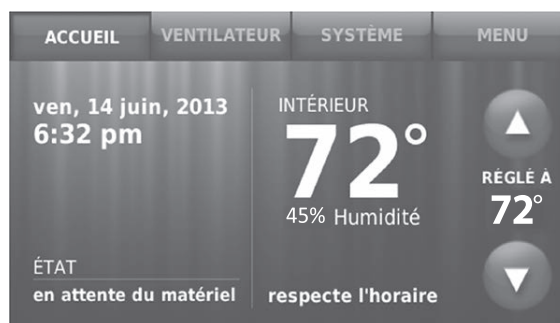 ACCUEIL VENTILATEUR SYSTÈME MENU
ven, 14 juin, 2013
6:32 pm
INTÉRIEUR
72°
45% Humidité
RÉGLÉ À
72°
ÉTAT
en attente du matériel
respecte l'horaire